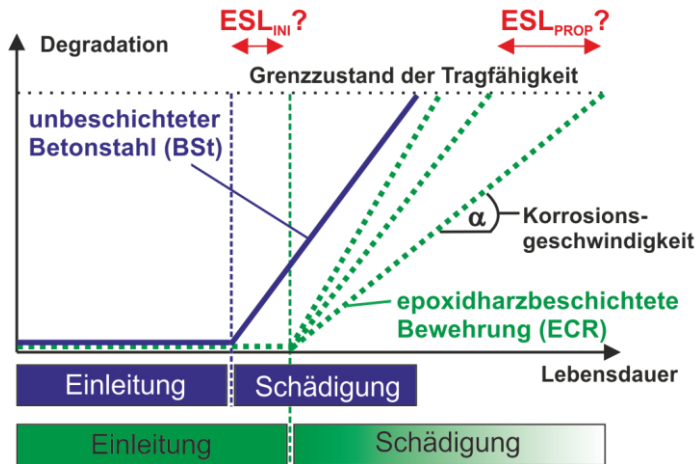 ESL_INI?
ESL_PROP?
Degradation
Grenzzustand der Tragfähigkeit
unbeschichteter
Betonstahl (BSt)
α
Korrosions-
geschwindigkeit
epoxidharzbeschichtete
Bewehrung (ECR)
Lebensdauer
Einleitung
Schädigung
Einleitung
Schädigung